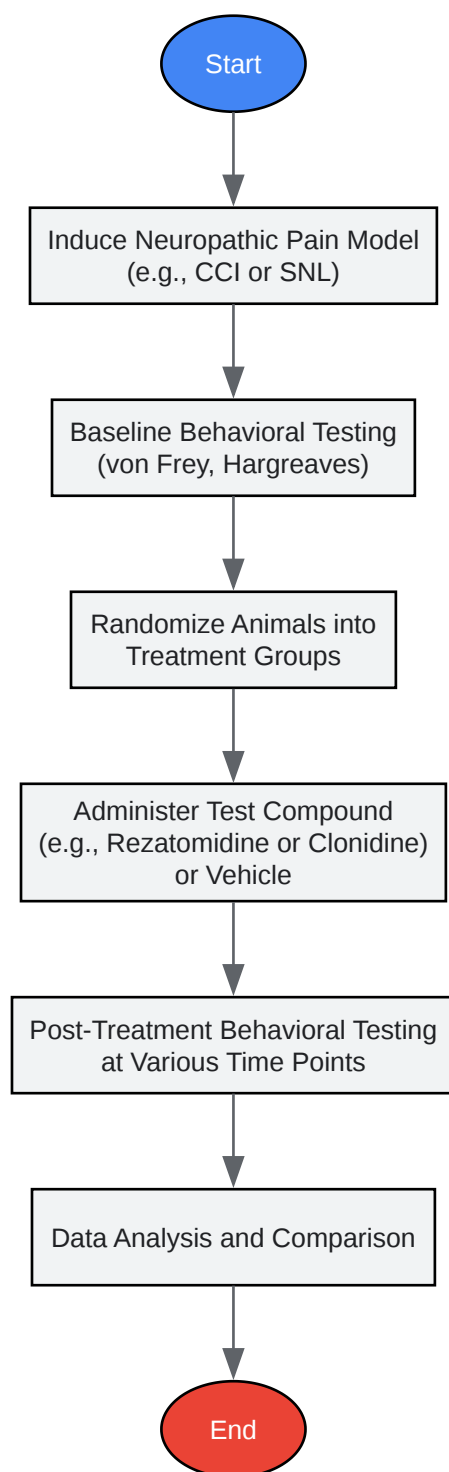 Start
Induce Neuropathic Pain Model
(e.g., CCI or SNL)
Baseline Behavioral Testing
(von Frey, Hargreaves)
Randomize Animals into
Treatment Groups
Administer Test Compound
(e.g., Rezatomidine or Clonidine)
or Vehicle
Post-Treatment Behavioral Testing
at Various Time Points
Data Analysis and Comparison
End